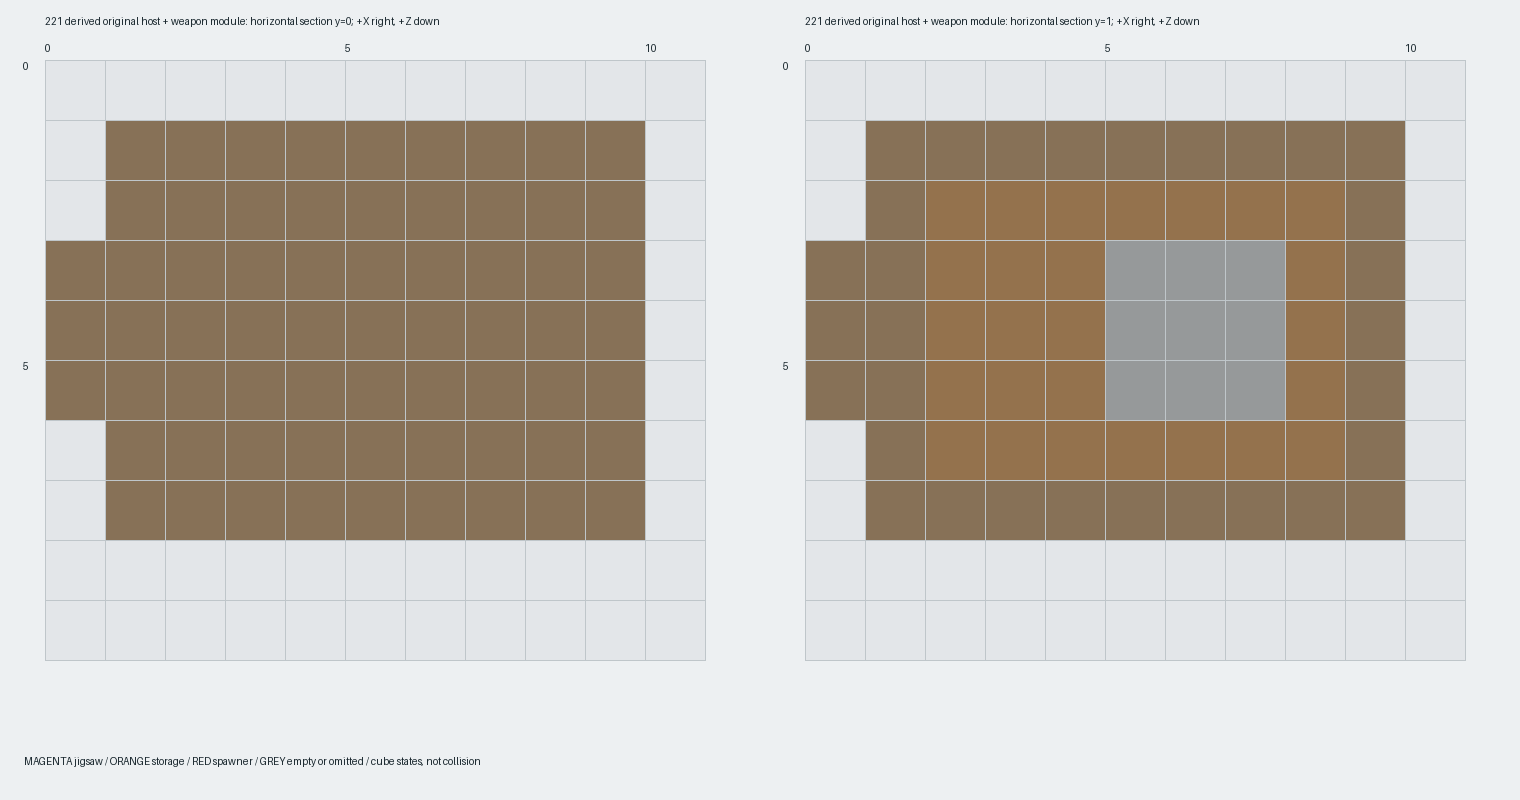 221 derived original host + weapon module: horizontal section y=0; +X right, +Z down
0 5 10
0
5
221 derived original host + weapon module: horizontal section y=1; +X right, +Z down
0 5 10
0
5
MAGENTA jigsaw / ORANGE storage / RED spawner / GREY empty or omitted / cube states, not collision